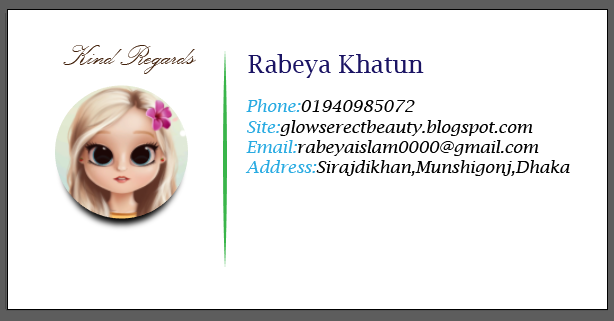 Kind Regards
Rabeya Khatun
Phone:01940985072
Site:glowserectbeauty.blogspot.com
Email:rabeyaislam0000@gmail.com
Address:Sirajdikhan,Munshigonj,Dhaka